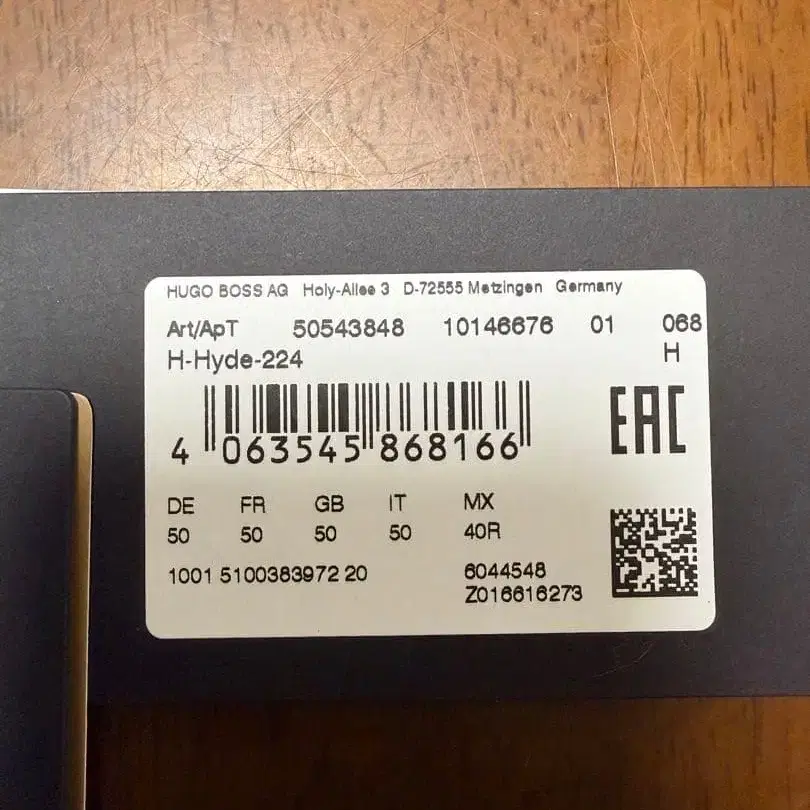 HUGO BOSS AG Holy-Allee 3 D-72555 Metzingen Germany
Art/ApT 50543848 10146676 01 068
H-Hyde-224 H
4 063545 868166
EAC
DE FR GB IT MX
50 50 50 50 40R
1001 5100383972 20 6044548
Z016616273